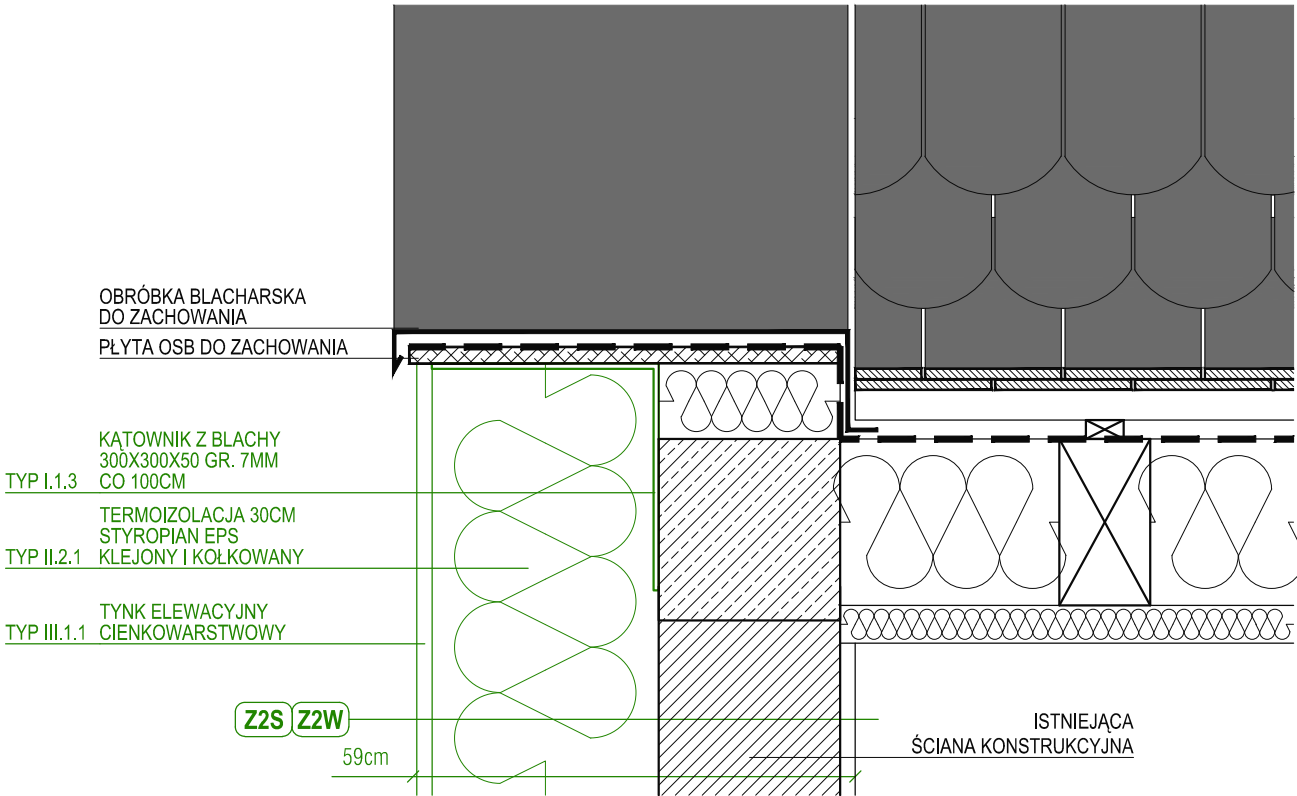 OBRÓBKA BLACHARSKA
DO ZACHOWANIA
PŁYTA OSB DO ZACHOWANIA
KĄTOWNIK Z BLACHY
300X300X50 GR. 7MM
TYP I.1.3 CO 100CM
TERMOIZOLACJA 30CM
STYROPIAN EPS
TYP II.2.1 KLEJONY I KOŁKOWANY
TYNK ELEWACYJNY
TYP III.1.1 CIENKOWARSTWOWY
Z2S Z2W
59cm
ISTNIEJĄCA
ŚCIANA KONSTRUKCYJNA